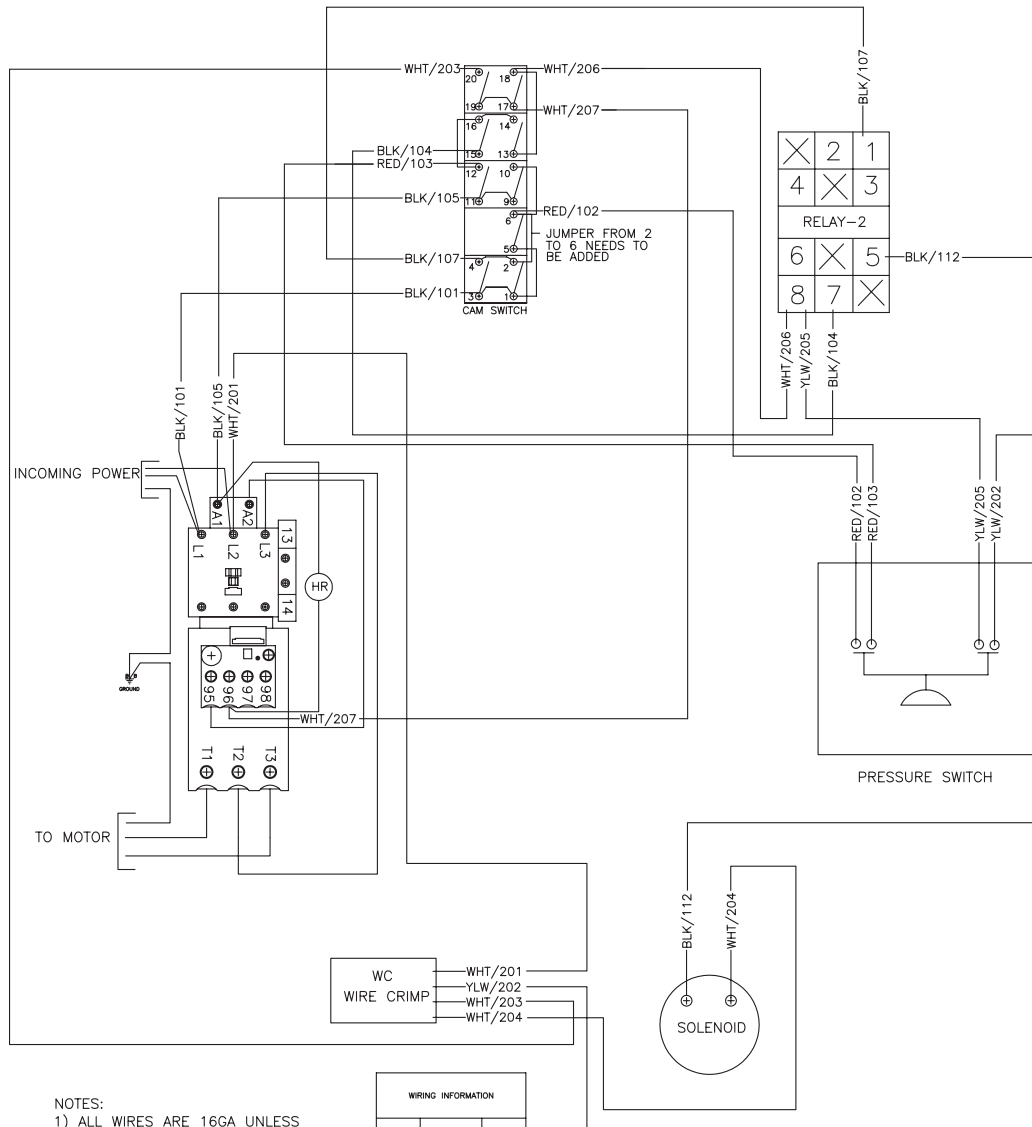 WHT/203
20
18
WHT/206
19
17
WHT/207
16
14
BLK/104
15
13
RED/103
12
10
BLK/105
11
9
RED/102
6
JUMPER FROM 2
TO 6 NEEDS TO
BE ADDED
5
BLK/107
4
2
BLK/101
3
1
CAM SWITCH
BLK/107
2
1
4
3
RELAY-2
6
5
BLK/112
8
7
WHT/206
YLW/205
BLK/104
BLK/101
BLK/105
WHT/201
INCOMING POWER
A1
A2
L1
L2
L3
13
14
HR
GROUND
95
96
97
98
WHT/207
T1
T2
T3
TO MOTOR
RED/102
RED/103
YLW/205
YLW/202
PRESSURE SWITCH
BLK/112
WHT/204
SOLENOID
WC
WIRE CRIMP
WHT/201
YLW/202
WHT/203
WHT/204
WIRING INFORMATION
NOTES:
1) ALL WIRES ARE 16GA UNLESS